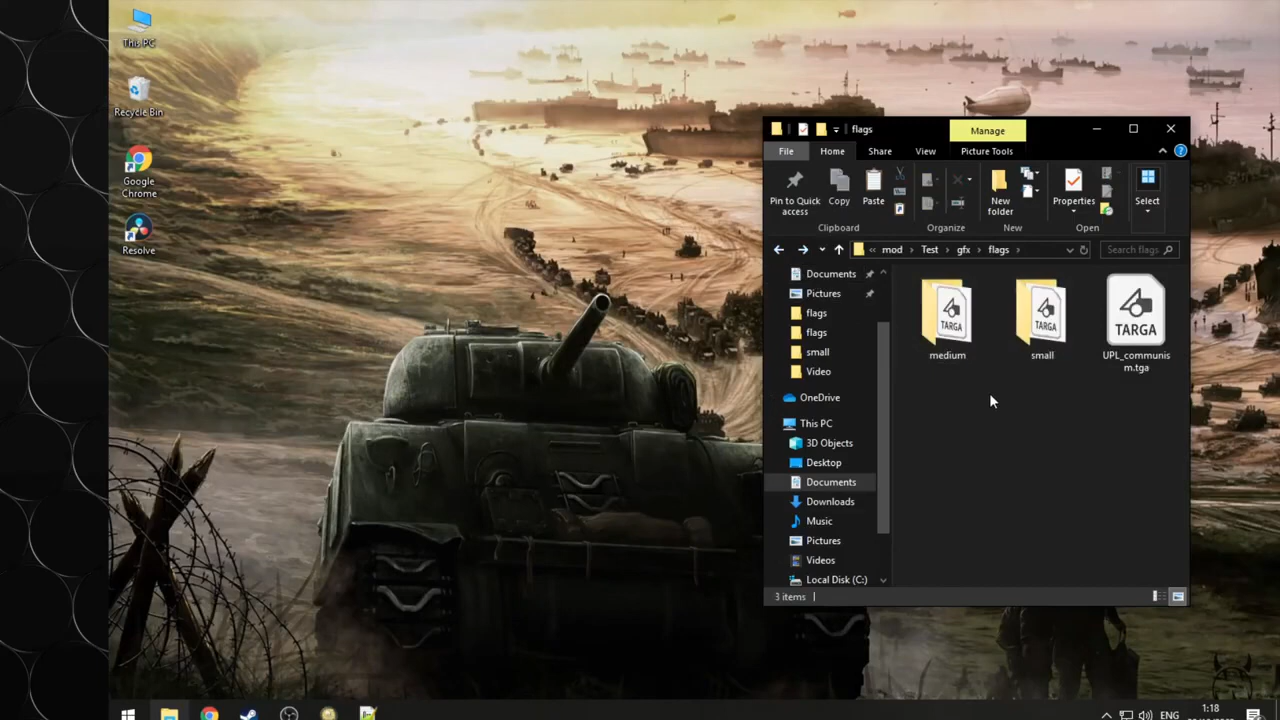 This PC
Recycle Bin
Google
Chrome
Resolve
flags
Manage
File
Home
Share
View
Picture Tools
Pin to Quick
access
Copy
Paste
New
folder
Properties
Select
Clipboard
Organize
New
Open
mod
Test
gfx
flags
Search flags
Documents
Pictures
flags
flags
small
Video
OneDrive
This PC
3D Objects
Desktop
Documents
Downloads
Music
Pictures
Videos
Local Disk (C:)
TARGA
medium
TARGA
small
TARGA
UPL_communis
m.tga
3 items
ENG
1:18